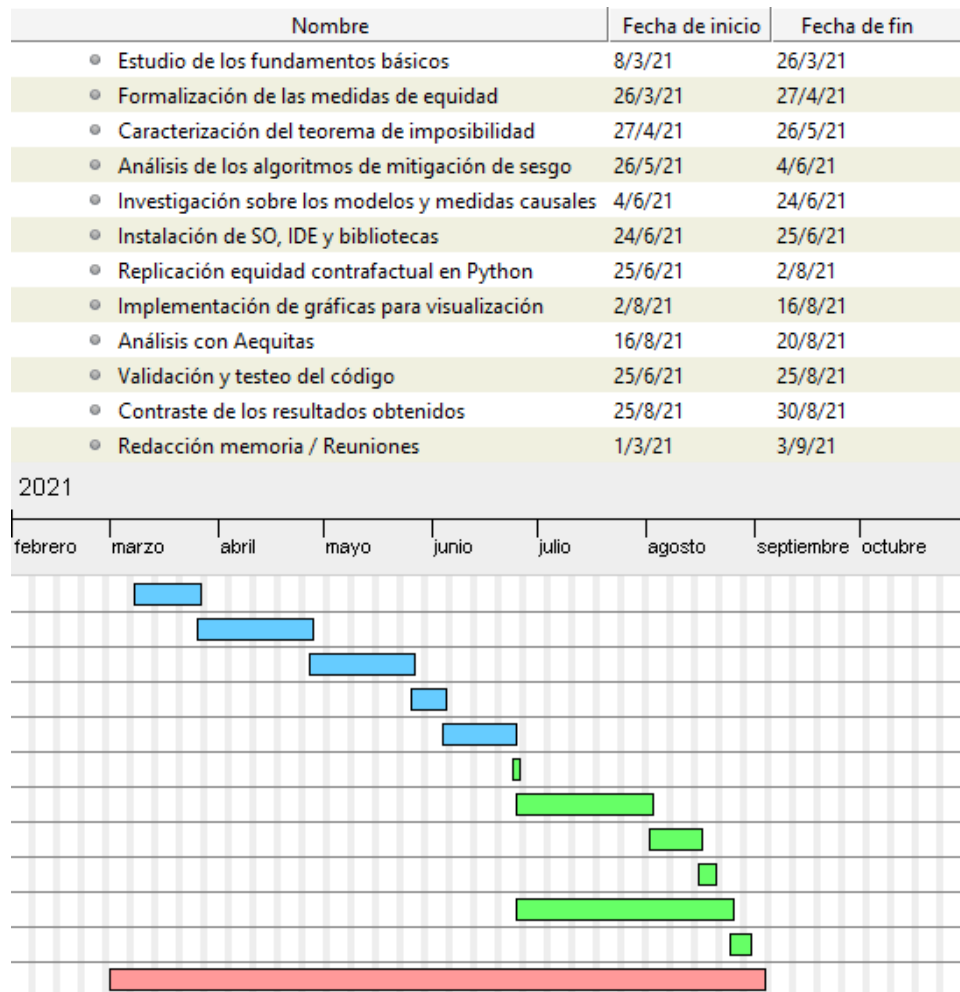 Nombre Fecha de inicio Fecha de fin
Estudio de los fundamentos básicos 8/3/21 26/3/21
Formalización de las medidas de equidad 26/3/21 27/4/21
Caracterización del teorema de imposibilidad 27/4/21 26/5/21
Análisis de los algoritmos de mitigación de sesgo 26/5/21 4/6/21
Investigación sobre los modelos y medidas causales 4/6/21 24/6/21
Instalación de SO, IDE y bibliotecas 24/6/21 25/6/21
Replicación equidad contrafactual en Python 25/6/21 2/8/21
Implementación de gráficas para visualización 2/8/21 16/8/21
Análisis con Aequitas 16/8/21 20/8/21
Validación y testeo del código 25/6/21 25/8/21
Contraste de los resultados obtenidos 25/8/21 30/8/21
Redacción memoria / Reuniones 1/3/21 3/9/21
2021
febrero marzo abril mayo junio julio agosto septiembre octubre